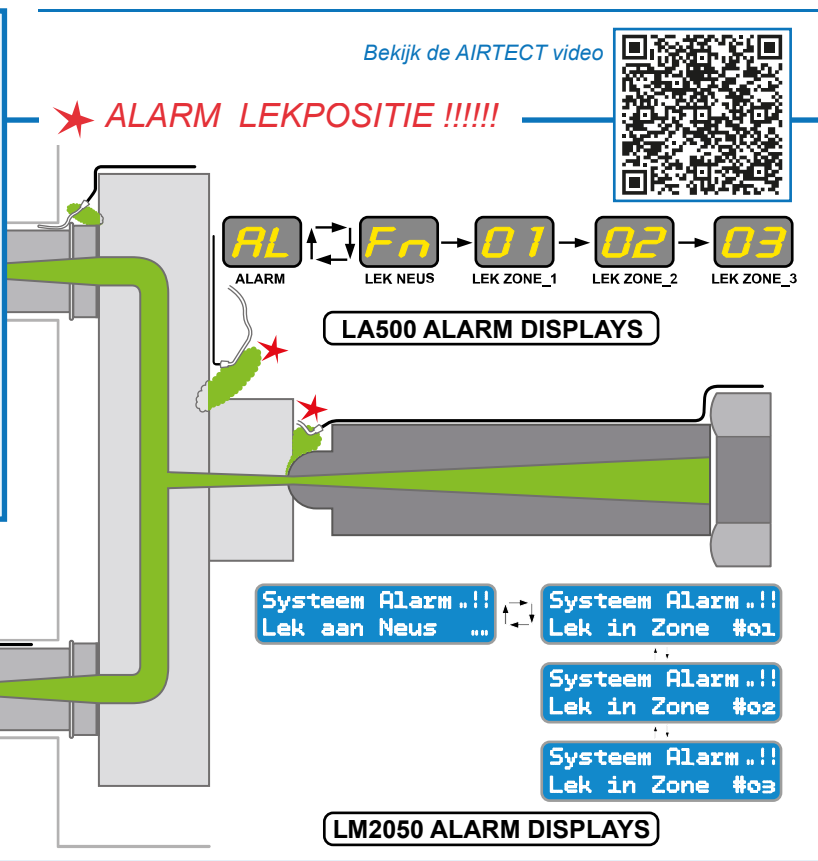 Bekijk de AIRTECT video
ALARM LEKPOSITIE !!!!!!
AL Fn 01 02 03
ALARM LEK NEUS LEK ZONE_1 LEK ZONE_2 LEK ZONE_3
LA500 ALARM DISPLAYS
Systeem Alarm..!!
Lek aan Neus ....
Systeem Alarm..!!
Lek in Zone #01
Systeem Alarm..!!
Lek in Zone #02
Systeem Alarm..!!
Lek in Zone #03
LM2050 ALARM DISPLAYS